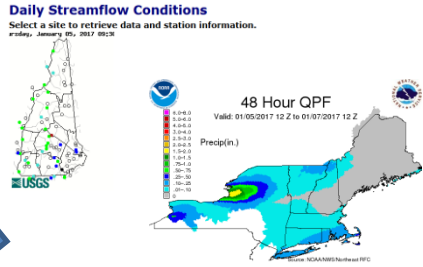 Daily Streamflow Conditions
Select a site to retrieve data and station information.
rsday, January 05, 2017 09:3
USGS
48 Hour QPF
Valid: 01/05/2017 12 Z to 01/07/2017 12 Z
Precip(in.)
6.0-8.0
5.0-6.0
4.0-5.0
3.0-4.0
2.5-3.0
2.0-2.5
1.5-2.0
1.0-1.5
.75-1.0
.50-.75
.25-.50
.10-.25
.01-.10
0
Source: NOAA/NWS/Northeast RFC